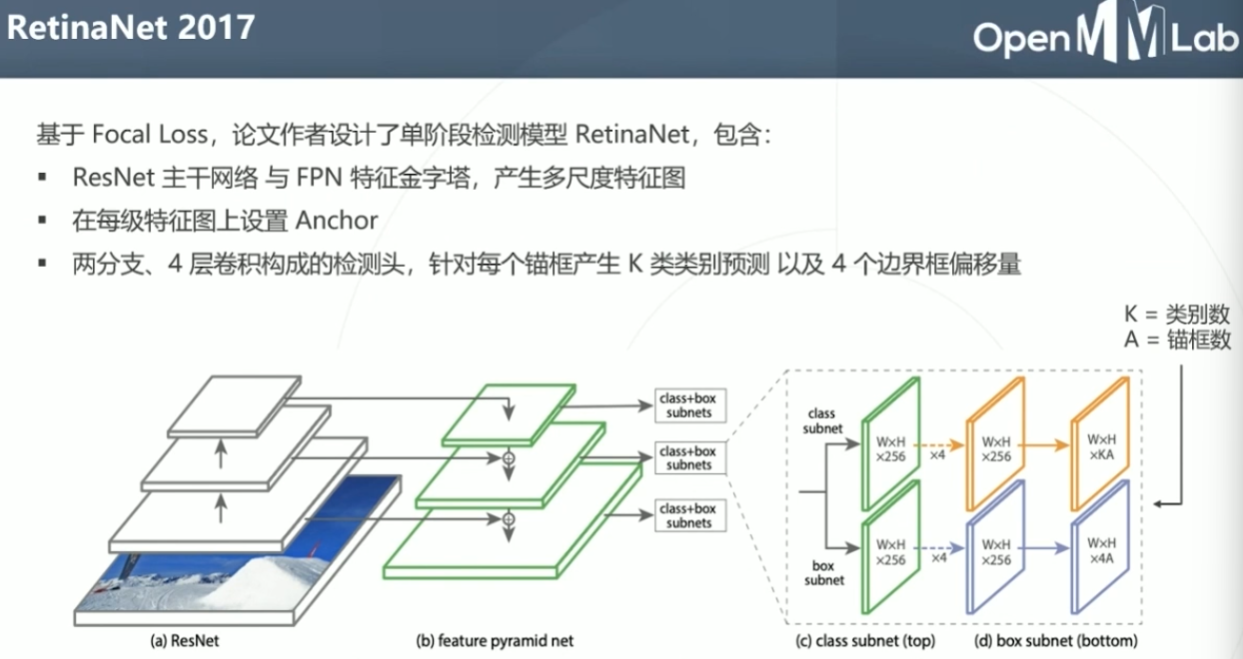 RetinaNet 2017
OpenMMLab
基于 Focal Loss，论文作者设计了单阶段检测模型 RetinaNet，包含：
▪ ResNet 主干网络 与 FPN 特征金字塔，产生多尺度特征图
▪ 在每级特征图上设置 Anchor
▪ 两分支、4 层卷积构成的检测头，针对每个锚框产生 K 类类别预测 以及 4 个边界框偏移量
K = 类别数
A = 锚框数
class+box
subnets
class+box
subnets
class+box
subnets
class
subnet
W×H
×256
×4
W×H
×256
W×H
×KA
box
subnet
W×H
×256
×4
W×H
×256
W×H
×4A
(a) ResNet
(b) feature pyramid net
(c) class subnet (top)
(d) box subnet (bottom)